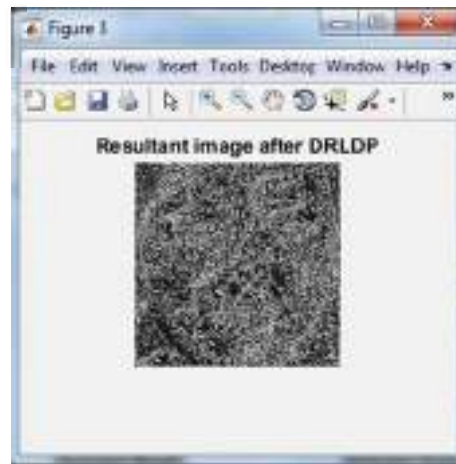 Figure 1
File Edit View Insert Tools Desktop Window Help
Resultant image after DRLDP